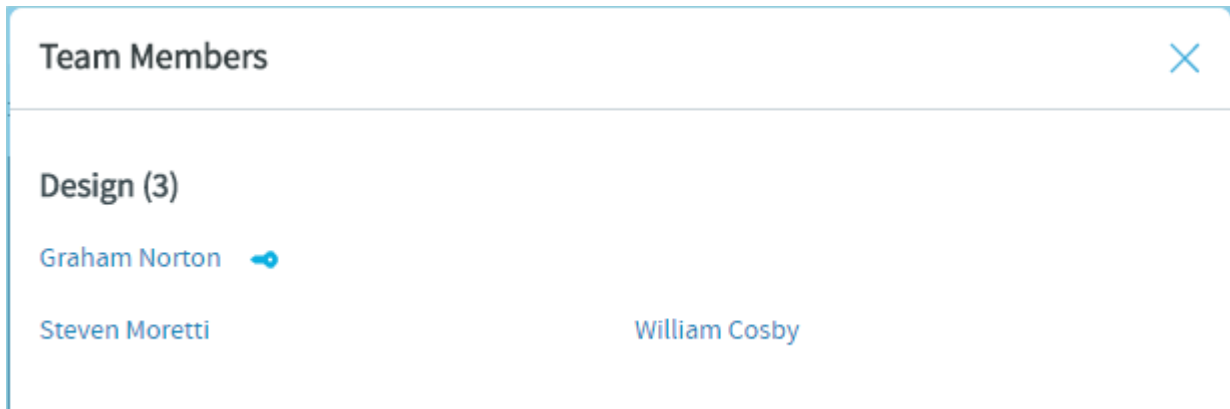 Team Members
Design (3)
Graham Norton
Steven Moretti
William Cosby